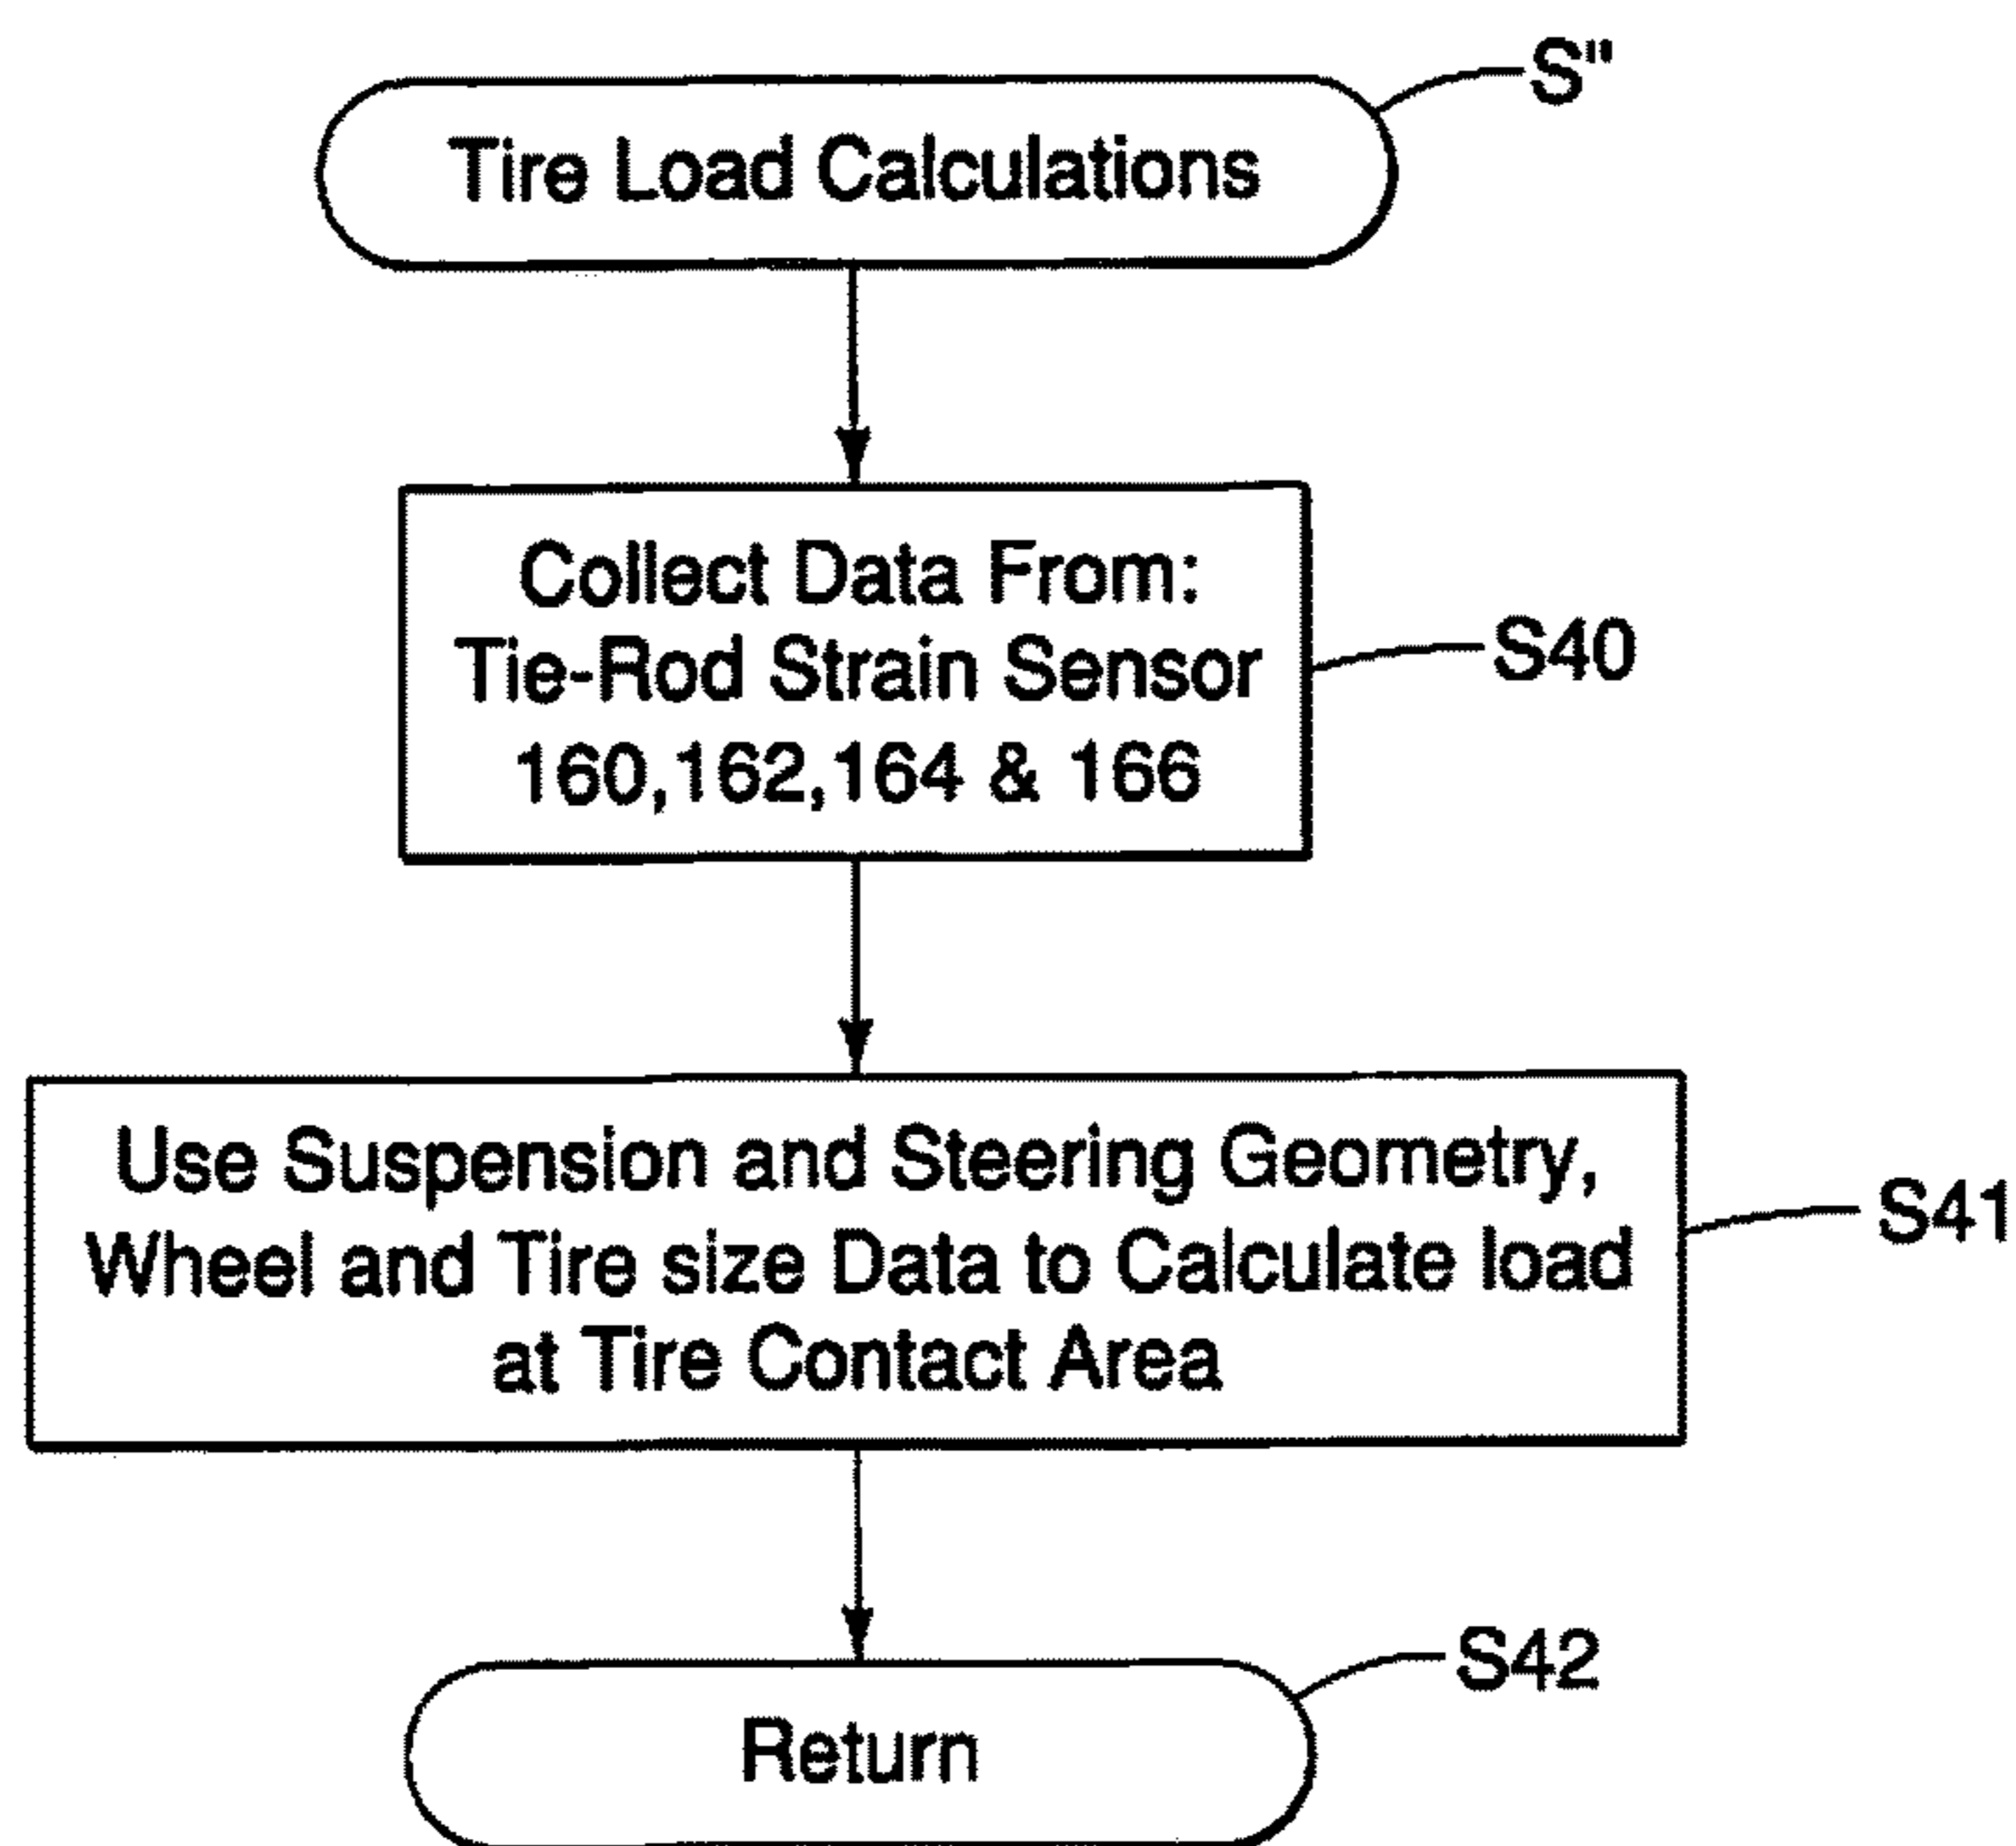 S"
Tire Load Calculations
Collect Data From:
Tie-Rod Strain Sensor
160,162,164 & 166
S40
Use Suspension and Steering Geometry,
Wheel and Tire size Data to Calculate load
at Tire Contact Area
S41
S42
Return